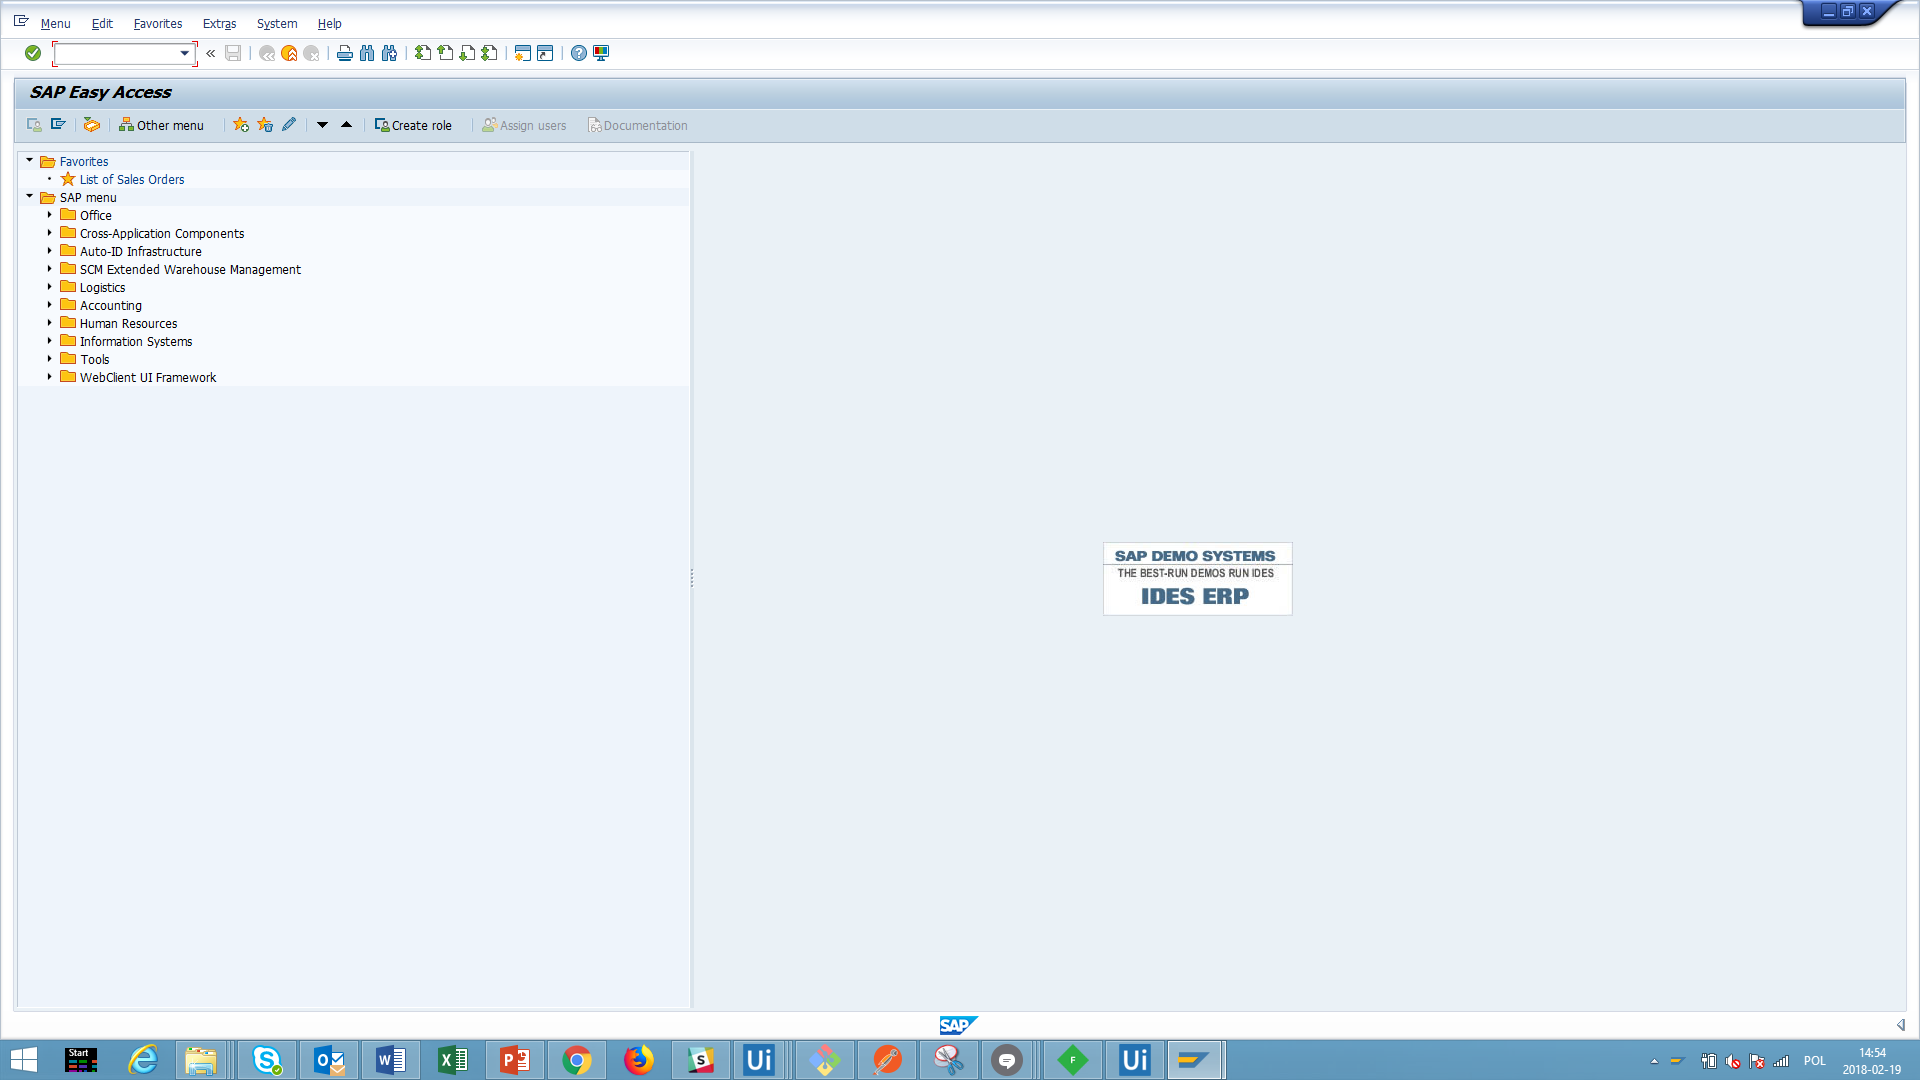 Menu Edit Favorites Extras System Help
SAP Easy Access
Other menu Create role Assign users Documentation
Favorites
List of Sales Orders
SAP menu
Office
Cross-Application Components
Auto-ID Infrastructure
SCM Extended Warehouse Management
Logistics
Accounting
Human Resources
Information Systems
Tools
WebClient UI Framework
SAP DEMO SYSTEMS
THE BEST-RUN DEMOS RUN IDES
IDES ERP
SAP
Start Ui F Ui POL 14:54
2018-02-19